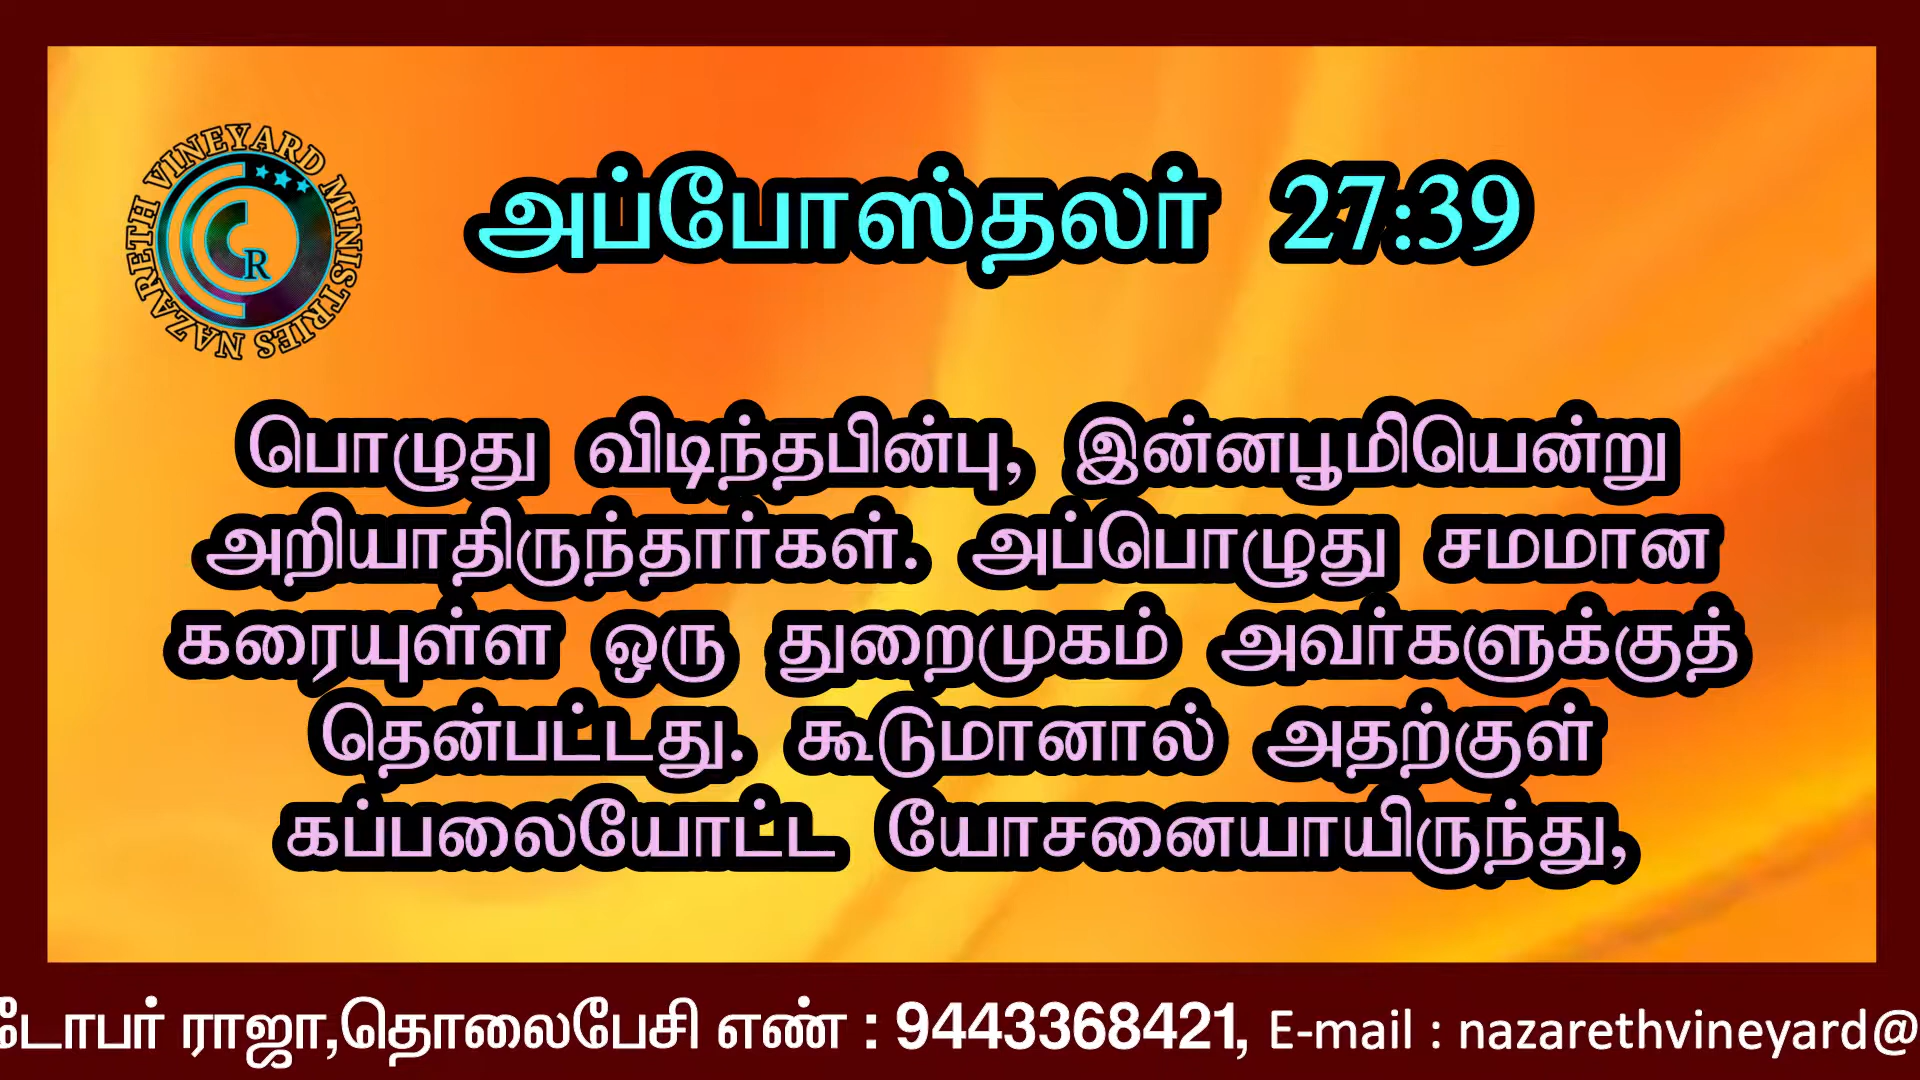 NAZARETH VINEYARD MINISTRIES
R
அப்போஸ்தலர் 27:39
பொழுது விடிந்தபின்பு, இன்னபூமியென்று
அறியாதிருந்தார்கள். அப்பொழுது சமமான
கரையுள்ள ஒரு துறைமுகம் அவர்களுக்குத்
தென்பட்டது. கூடுமானால் அதற்குள்
கப்பலையோட்ட யோசனையாயிருந்து,
டோபர் ராஜா,தொலைபேசி எண் : 9443368421, E-mail : nazarethvineyard@